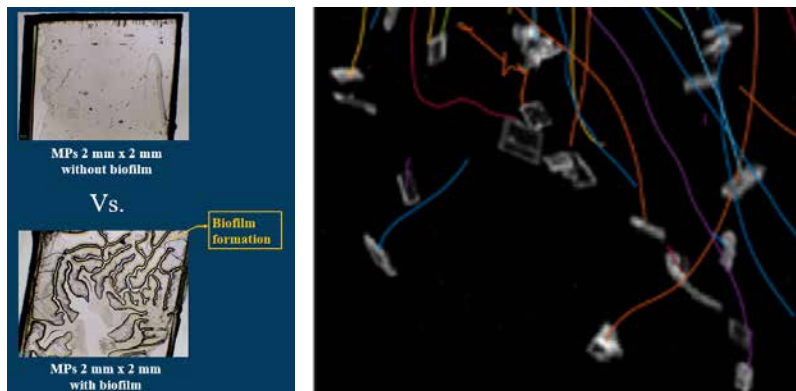 MPs 2 mm x 2 mm
without biofilm
Vs.
Biofilm
formation
MPs 2 mm x 2 mm
with biofilm